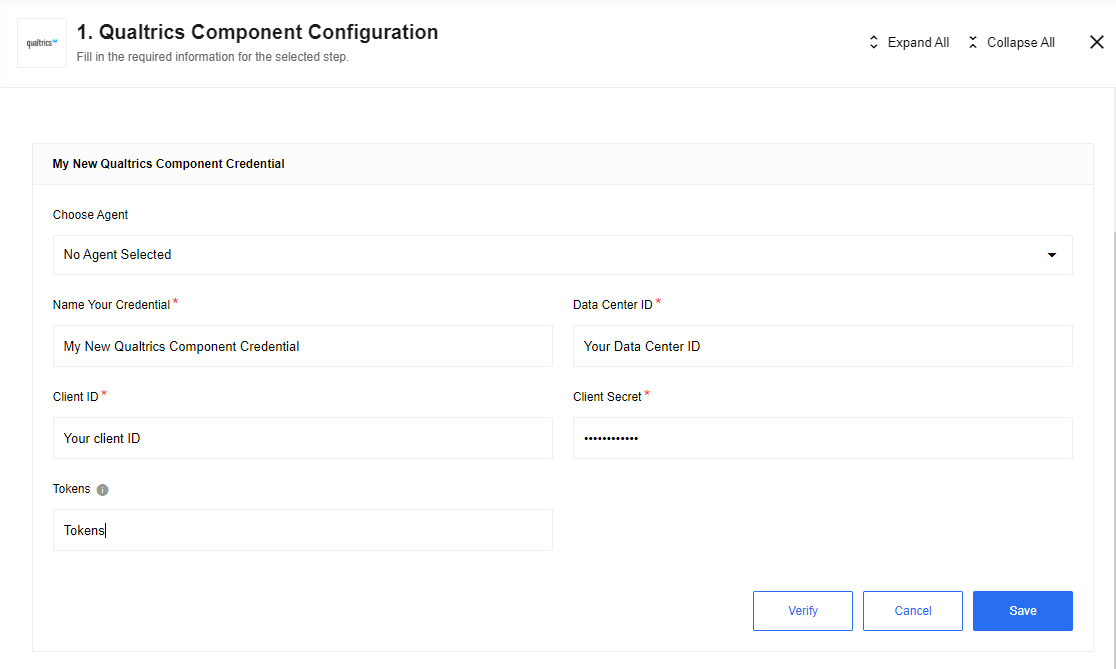 qualtrics
1. Qualtrics Component Configuration
Fill in the required information for the selected step.
Expand All
Collapse All
My New Qualtrics Component Credential
Choose Agent
No Agent Selected
Name Your Credential *
Data Center ID *
My New Qualtrics Component Credential
Your Data Center ID
Client ID *
Client Secret *
Your client ID
••••••••••••
Tokens
Tokens
Verify
Cancel
Save